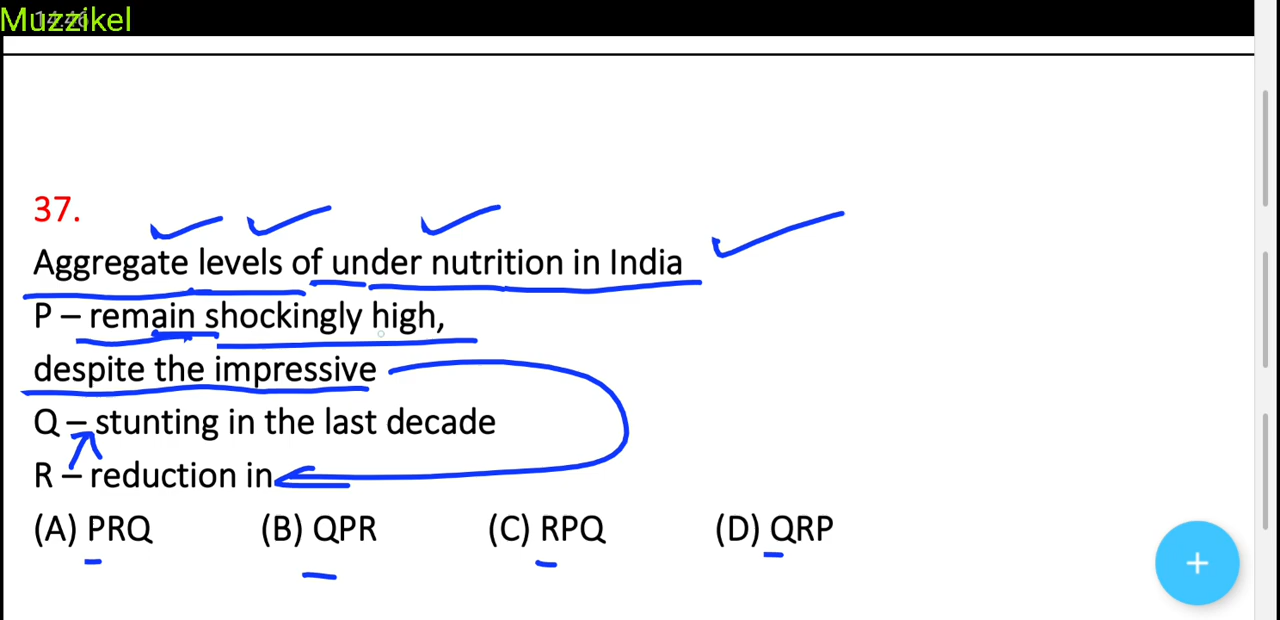 Muzzikel
37.
Aggregate levels of under nutrition in India
P – remain shockingly high,
despite the impressive
Q – stunting in the last decade
R – reduction in
(A) PRQ (B) QPR (C) RPQ (D) QRP
+